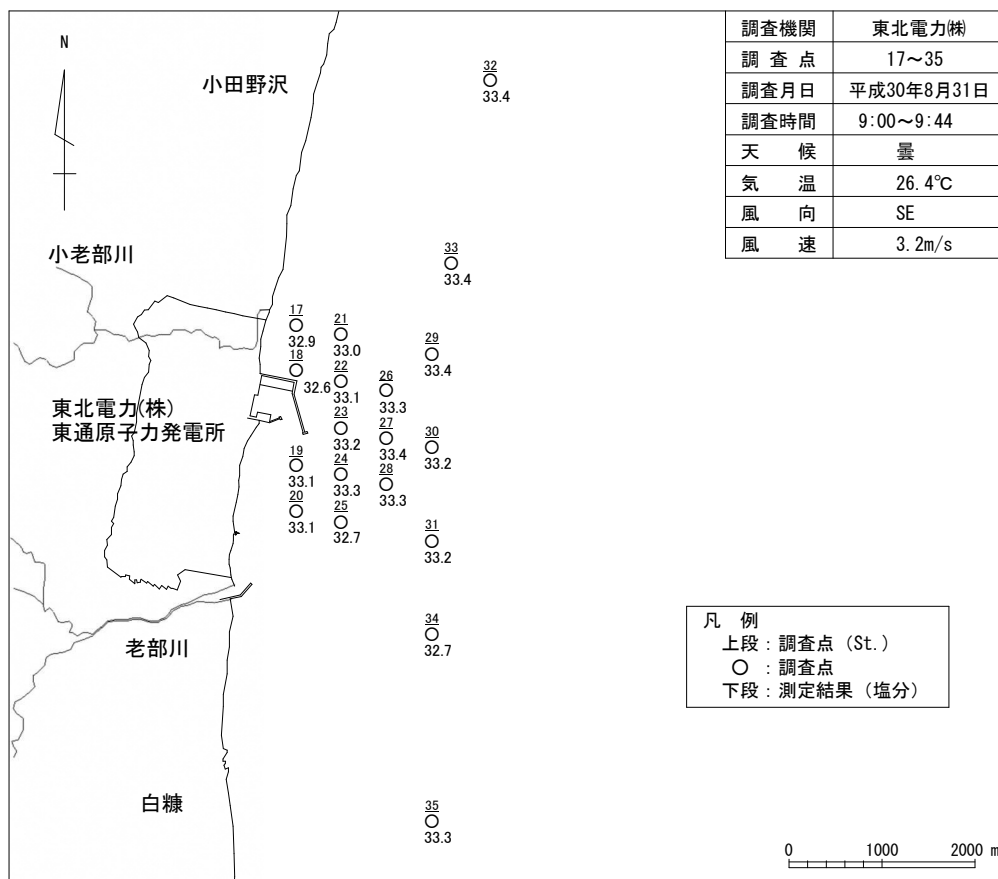 調査機関 東北電力㈱
調査点 17～35
調査月日 平成30年8月31日
調査時間 9:00～9:44
天候 曇
気温 26.4℃
風向 SE
風速 3.2m/s
N
小田野沢
32
33.4
小老部川
33
33.4
17
32.9
21
33.0
29
33.4
18
32.6
22
33.1
26
33.3
東北電力(株)
東通原子力発電所
23
33.2
27
33.4
30
33.2
19
33.1
24
33.3
28
33.3
20
33.1
25
32.7
31
33.2
34
32.7
老部川
凡 例
上段：調査点（St.）
○ ：調査点
下段：測定結果（塩分）
白糠
35
33.3
0 1000 2000 m